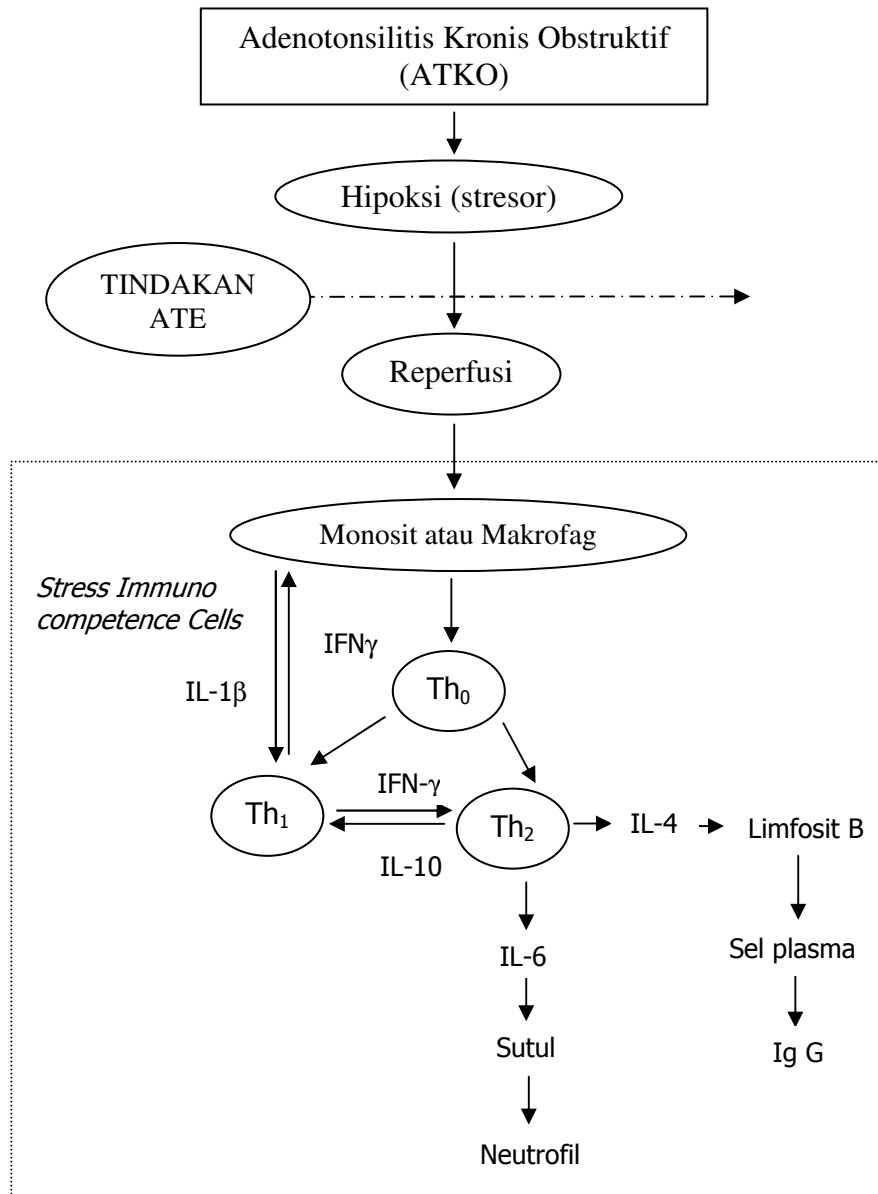 Adenotonsilitis Kronis Obstruktif
(ATKO)
Hipoksi (stresor)
TINDAKAN
ATE
Reperfusi
Monosit atau Makrofag
Stress Immuno
competence Cells
IFNγ
IL-1β
Th₀
IFN-γ
Th₁
Th₂
IL-4
Limfosit B
IL-10
IL-6
Sel plasma
Sutul
Ig G
Neutrofil